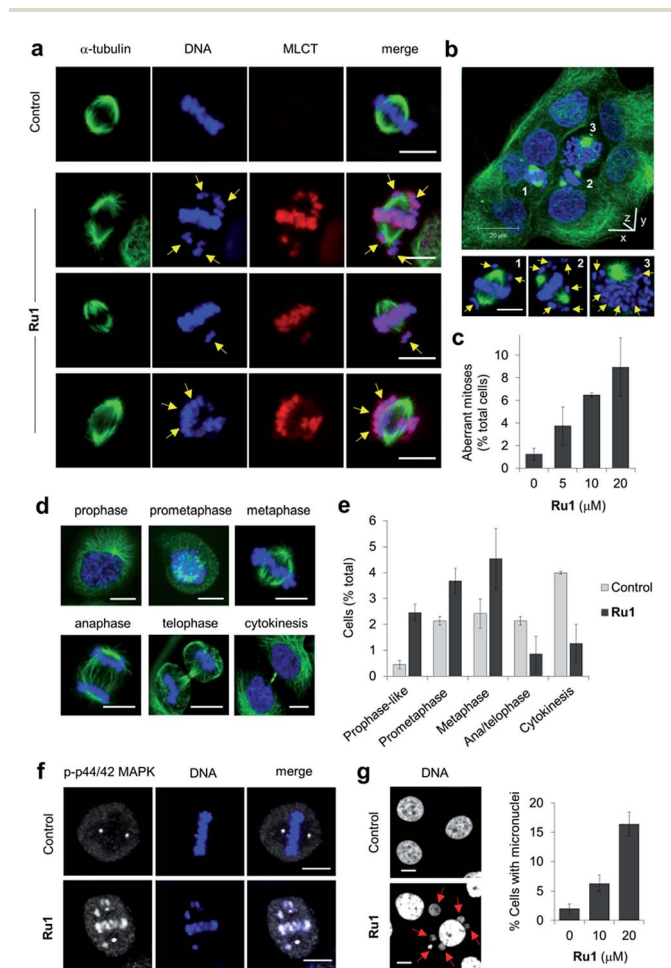 a
α-tubulin DNA MLCT merge
Control
Ru1
b
3
1
2
20 μm
z
y
x
1 2 3
c
Aberrant mitoses
(% total cells)
10
8
6
4
2
0
0 5 10 20
Ru1 (μM)
d
prophase prometaphase metaphase
anaphase telophase cytokinesis
e
Cells (% total)
6
5
4
3
2
1
0
Control
Ru1
Prophase-like
Prometaphase
Metaphase
Ana/telophase
Cytokinesis
f
p-p44/42 MAPK DNA merge
Control
Ru1
g
DNA
Control
Ru1
% Cells with micronuclei
20
15
10
5
0
0 10 20
Ru1 (μM)